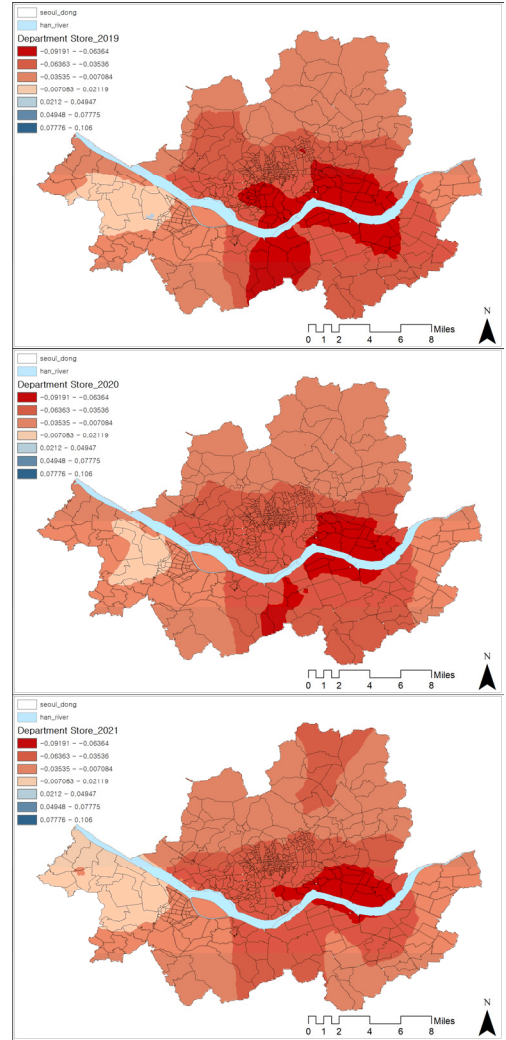 seoul_dong
han_river
Department Store_2019
-0.09191 - -0.06364
-0.06363 - -0.03536
-0.03535 - -0.007084
-0.007083 - 0.02119
0.0212 - 0.04947
0.04948 - 0.07775
0.07776 - 0.106
N
Miles
0 1 2 4 6 8
seoul_dong
han_river
Department Store_2020
-0.09191 - -0.06364
-0.06363 - -0.03536
-0.03535 - -0.007084
-0.007083 - 0.02119
0.0212 - 0.04947
0.04948 - 0.07775
0.07776 - 0.106
N
Miles
0 1 2 4 6 8
seoul_dong
han_river
Department Store_2021
-0.09191 - -0.06364
-0.06363 - -0.03536
-0.03535 - -0.007084
-0.007083 - 0.02119
0.0212 - 0.04947
0.04948 - 0.07775
0.07776 - 0.106
N
Miles
0 1 2 4 6 8